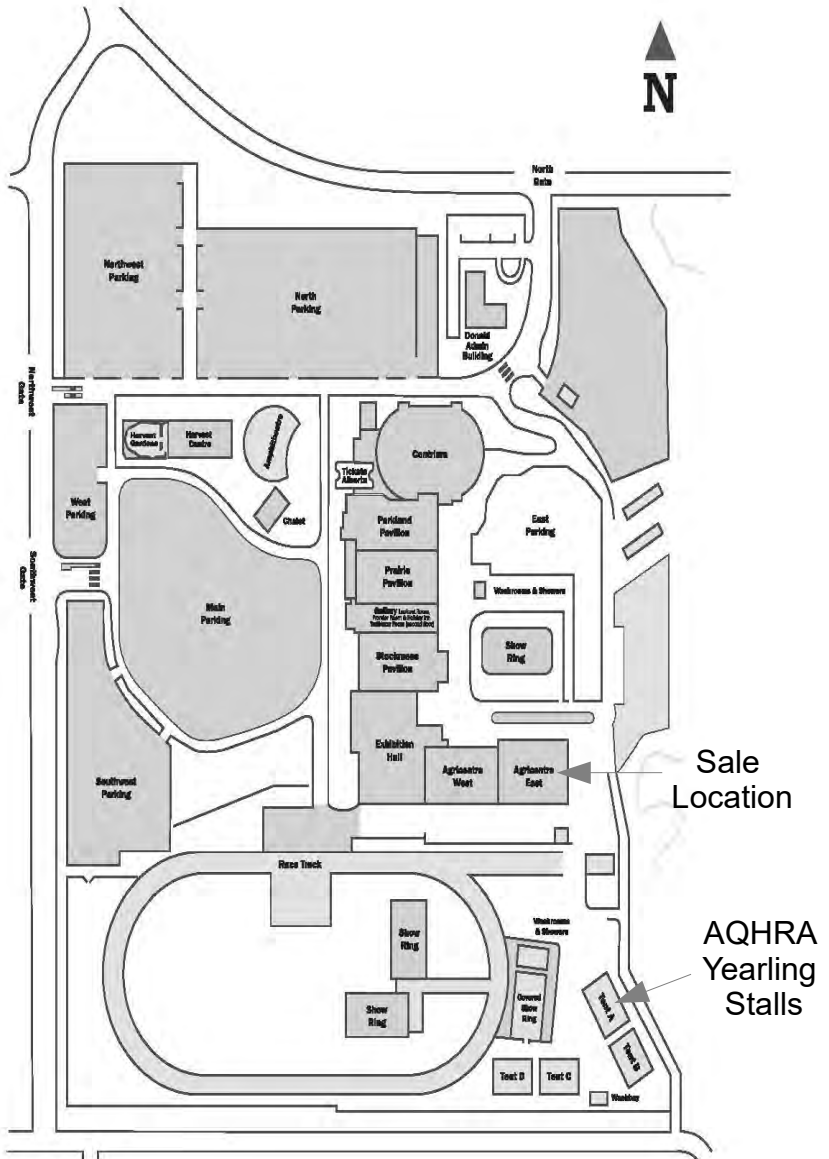 N
North
Gate
Northwest
Parking
North
Parking
Donald
Admin
Building
Northwest
Gate
Harvest
Gardens
Harvest
Centre
Amphitheatre
Centrium
Tickets
Alberta
Chalet
West
Parking
Parkland
Pavilion
East
Parking
Southwest
Gate
Prairie
Pavilion
Washrooms & Showers
Main
Parking
Gallery
Show
Ring
Stockmens
Pavilion
Exhibition
Hall
Agricentre
West
Agricentre
East
Sale
Location
Southwest
Parking
Race Track
Washrooms
& Showers
Show
Ring
AQHRA
Yearling
Stalls
Covered
Show
Ring
Tent A
Show
Ring
Tent B
Tent D
Tent C